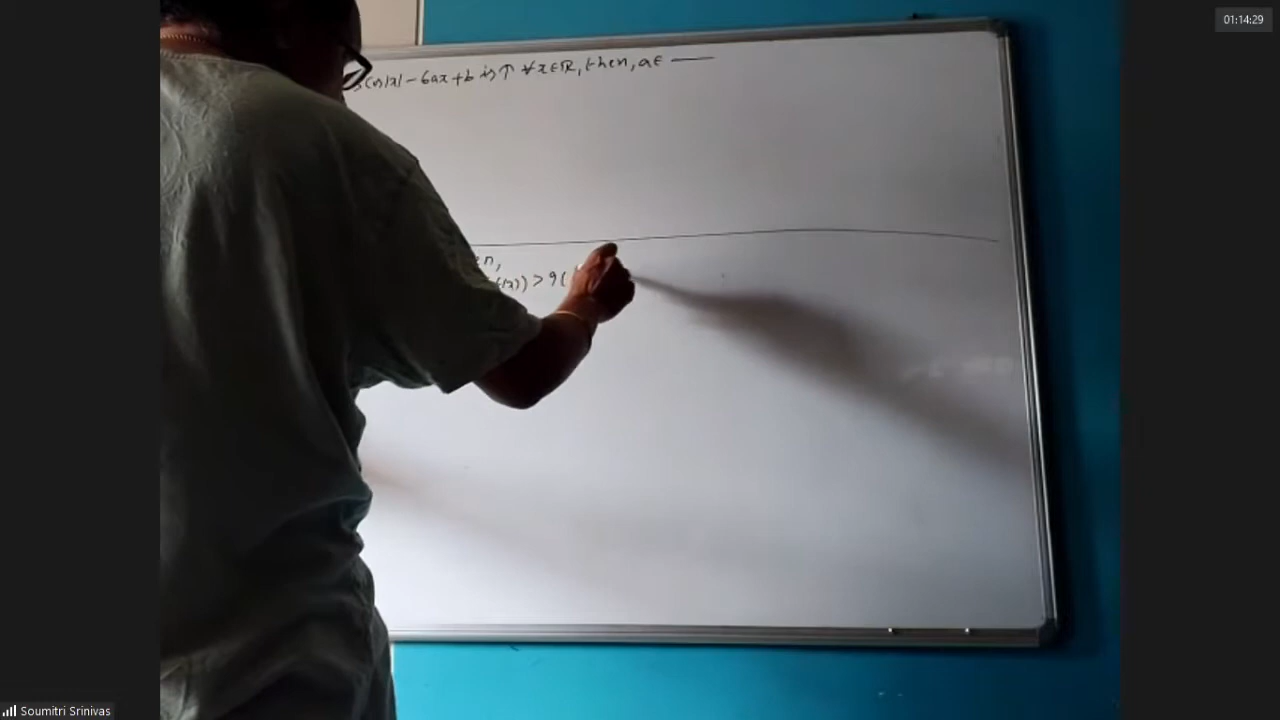 01:14:29
- 6ax + b is ↑ ∀x∈ℝ, then, a∈ ——
f(x)) > g(
Soumitri Srinivas